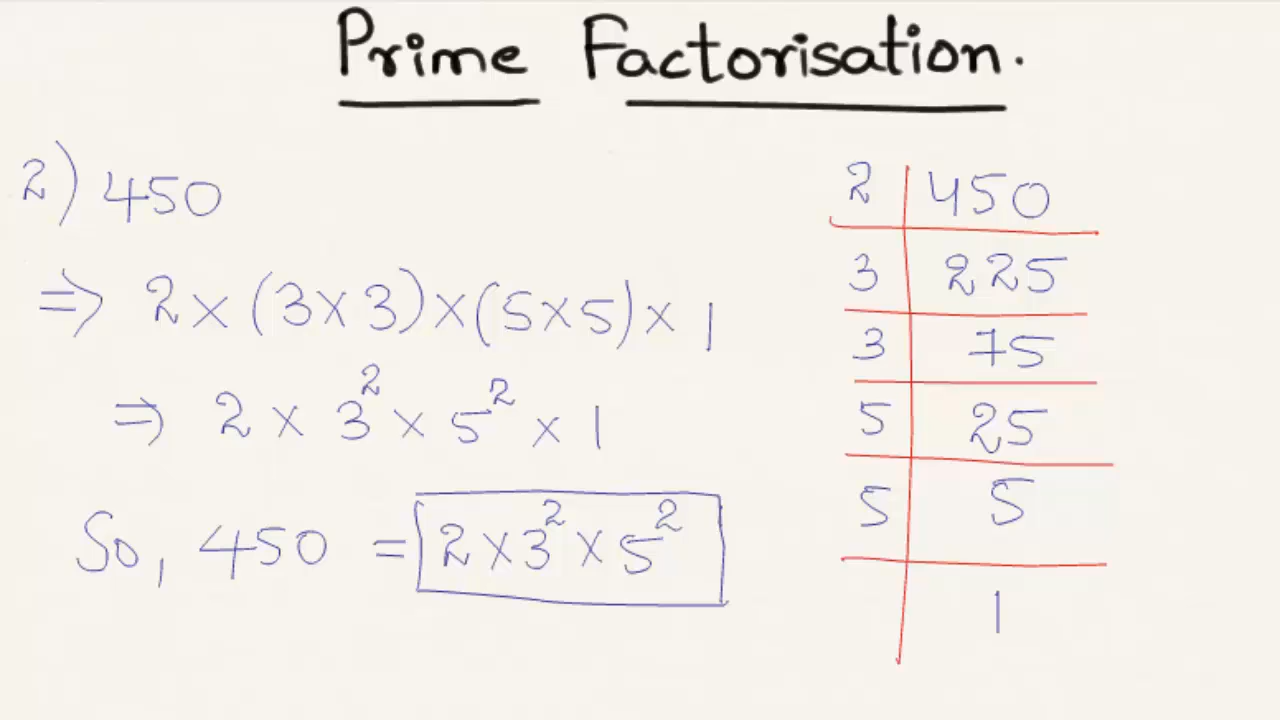 Prime Factorisation.
2) 450
⇒ 2 × (3 × 3) × (5 × 5) × 1
⇒ 2 × 3² × 5² × 1
So, 450 = 2 × 3² × 5²
2 | 450
3 | 225
3 | 75
5 | 25
5 | 5
| 1